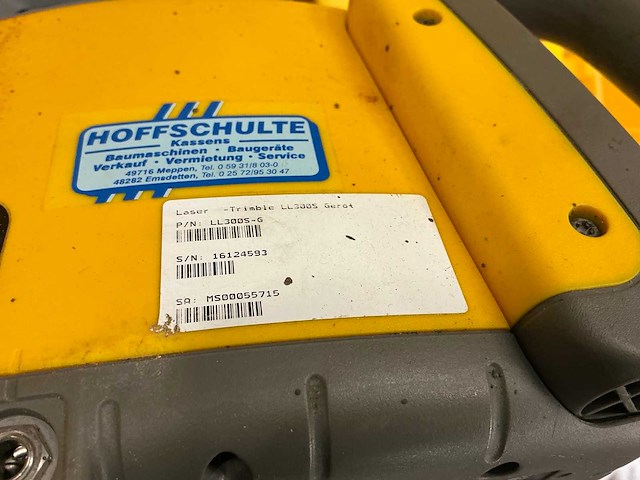 HOFFSCHULTE
Kassens
Baumaschinen · Baugeräte
Verkauf · Vermietung · Service
49716 Meppen, Tel. 0 59 31/8 03-0
48282 Emsdetten, Tel. 0 25 72/95 30 47
Laser -Trimble LL300S Gerät
P/N: LL300S-G
S/N: 16124593
SA: MS00055715